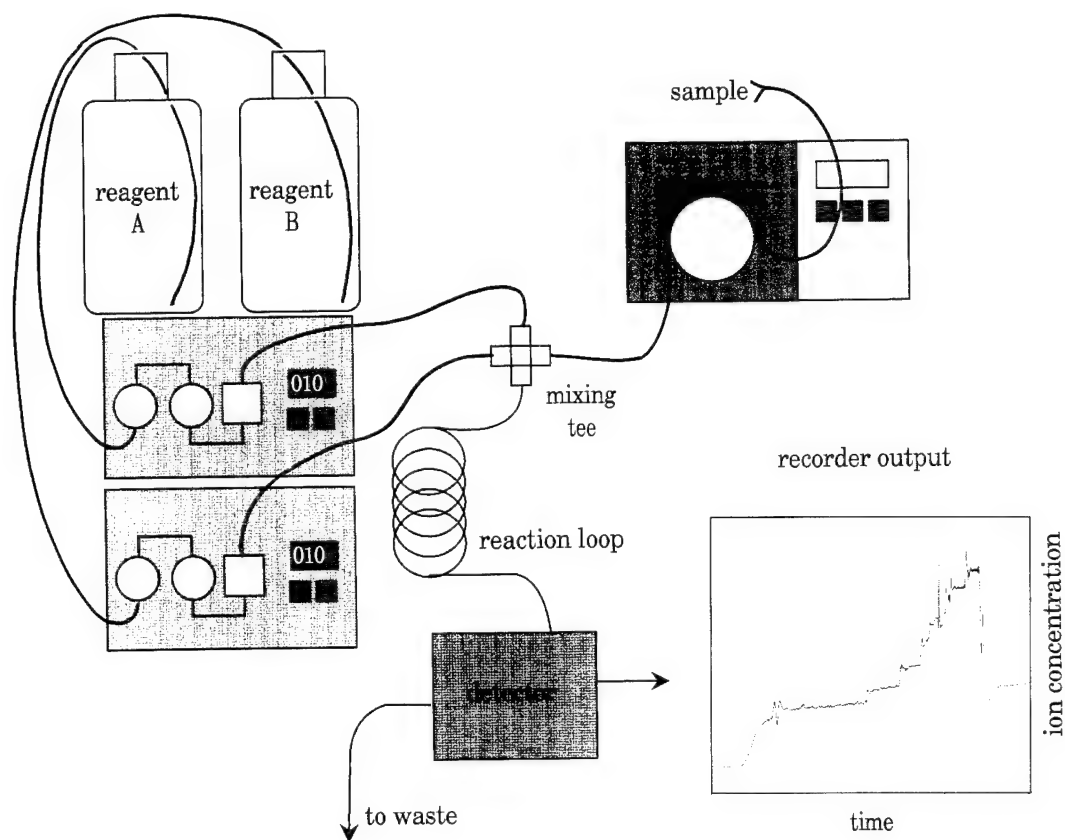 sample
reagent
A
reagent
B
010
mixing
tee
recorder output
010
reaction loop
ion concentration
detector
to waste
time